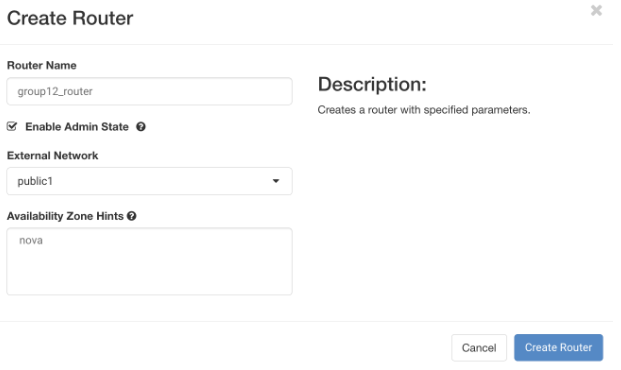 Create Router
Router Name
group12_router
Enable Admin State
External Network
public1
Availability Zone Hints
nova
Description:
Creates a router with specified parameters.
Cancel
Create Router